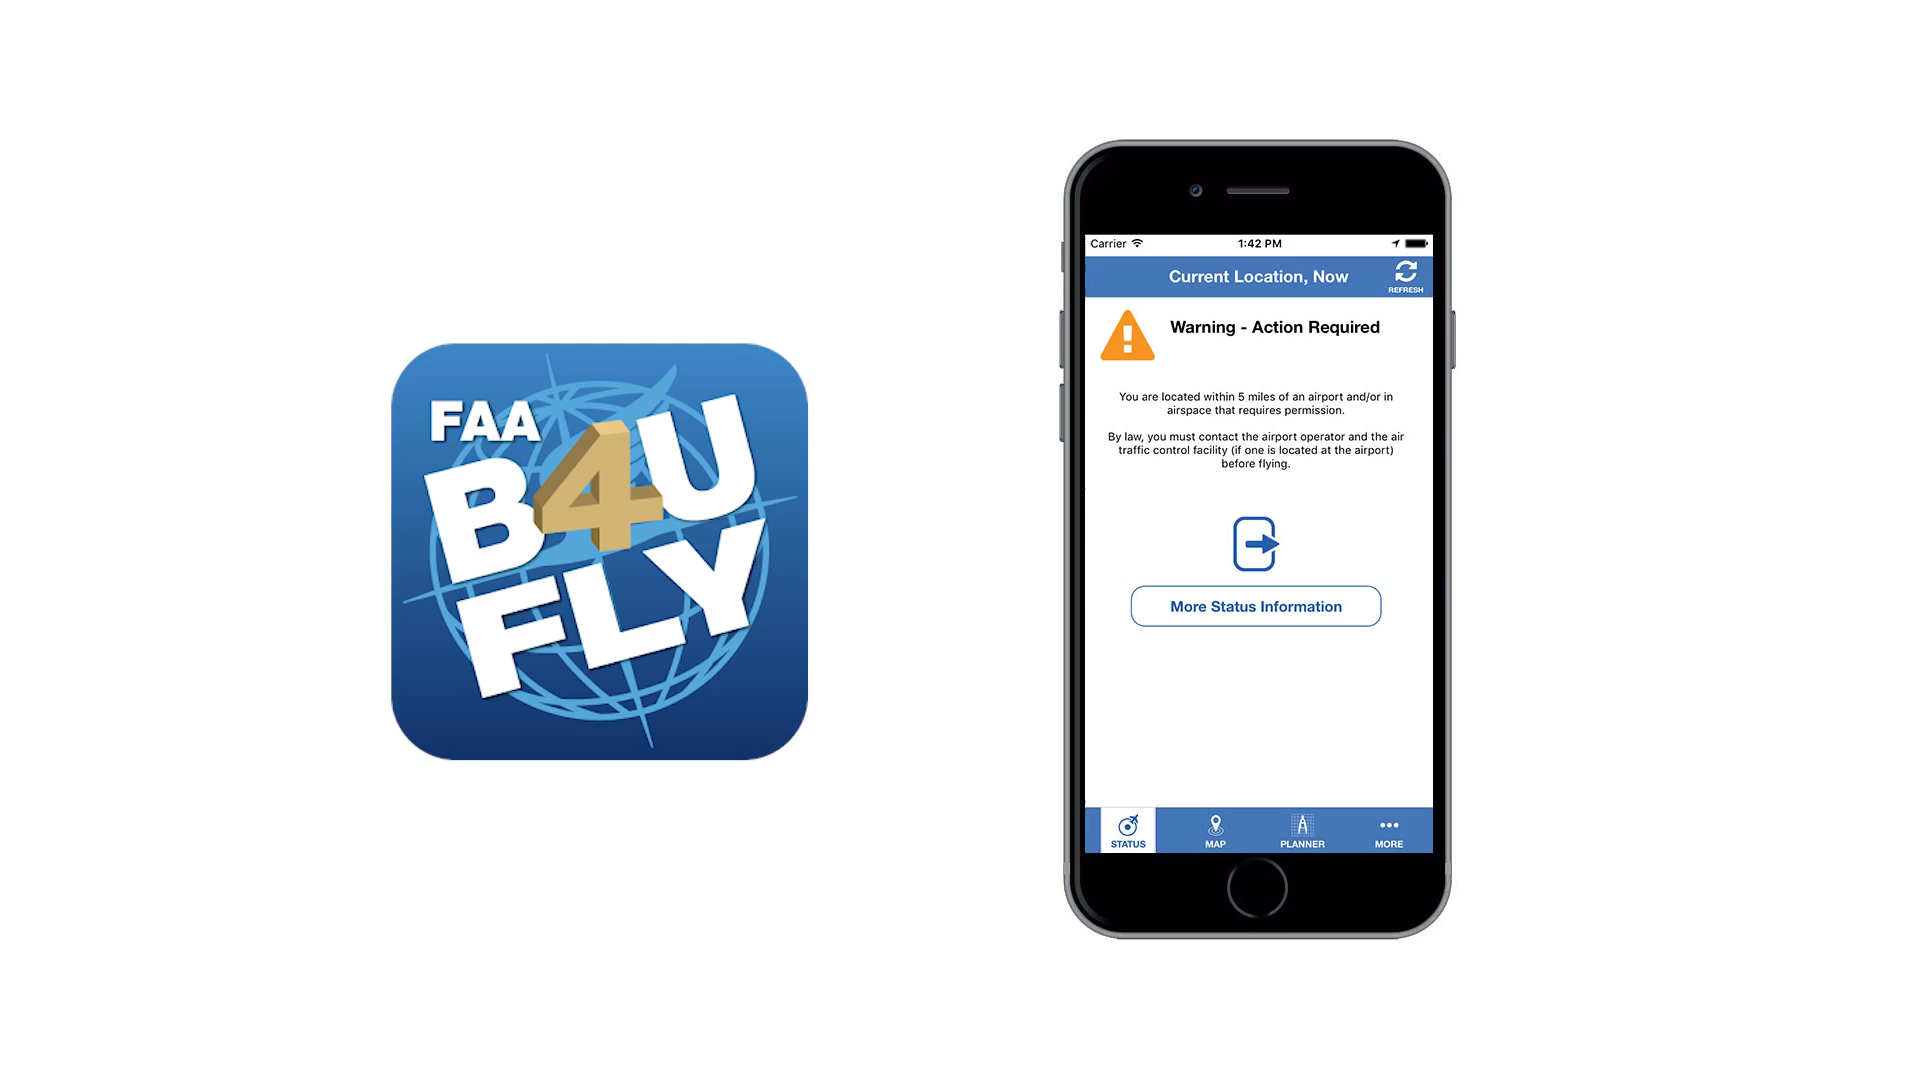 FAA
B4U
FLY
Carrier
1:42 PM
Current Location, Now
REFRESH
Warning - Action Required
You are located within 5 miles of an airport and/or in
airspace that requires permission.
By law, you must contact the airport operator and the air
traffic control facility (if one is located at the airport)
before flying.
More Status Information
STATUS
MAP
PLANNER
MORE